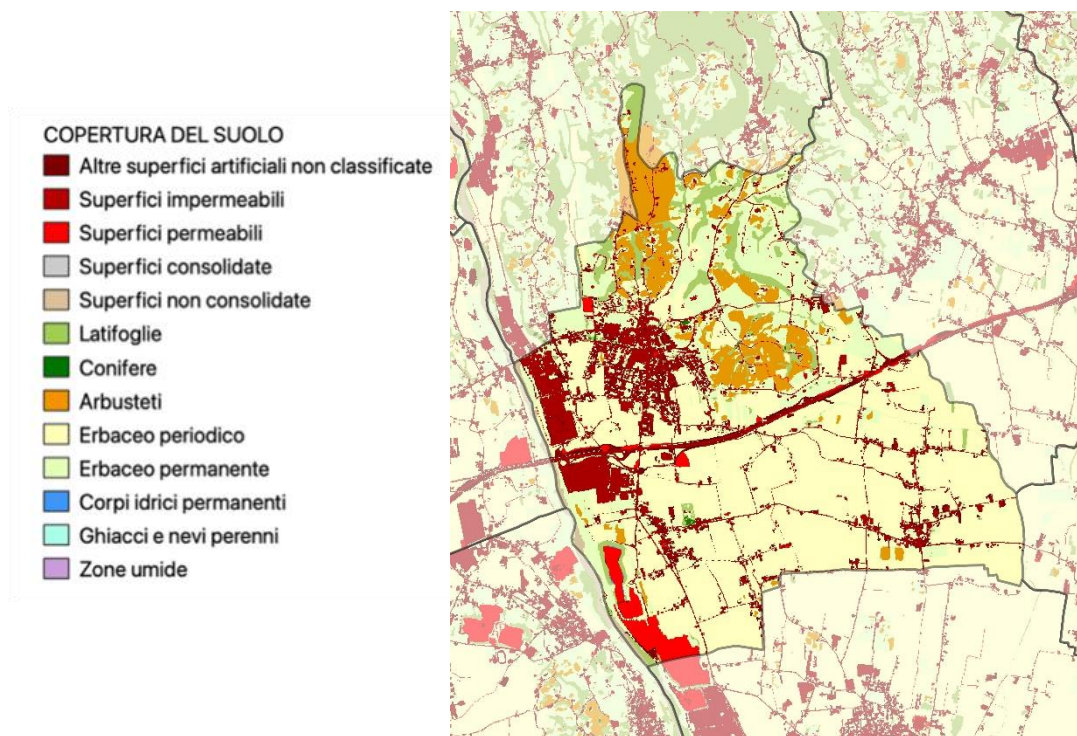 COPERTURA DEL SUOLO
Altre superfici artificiali non classificate
Superfici impermeabili
Superfici permeabili
Superfici consolidate
Superfici non consolidate
Latifoglie
Conifere
Arbusteti
Erbaceo periodico
Erbaceo permanente
Corpi idrici permanenti
Ghiacci e nevi perenni
Zone umide